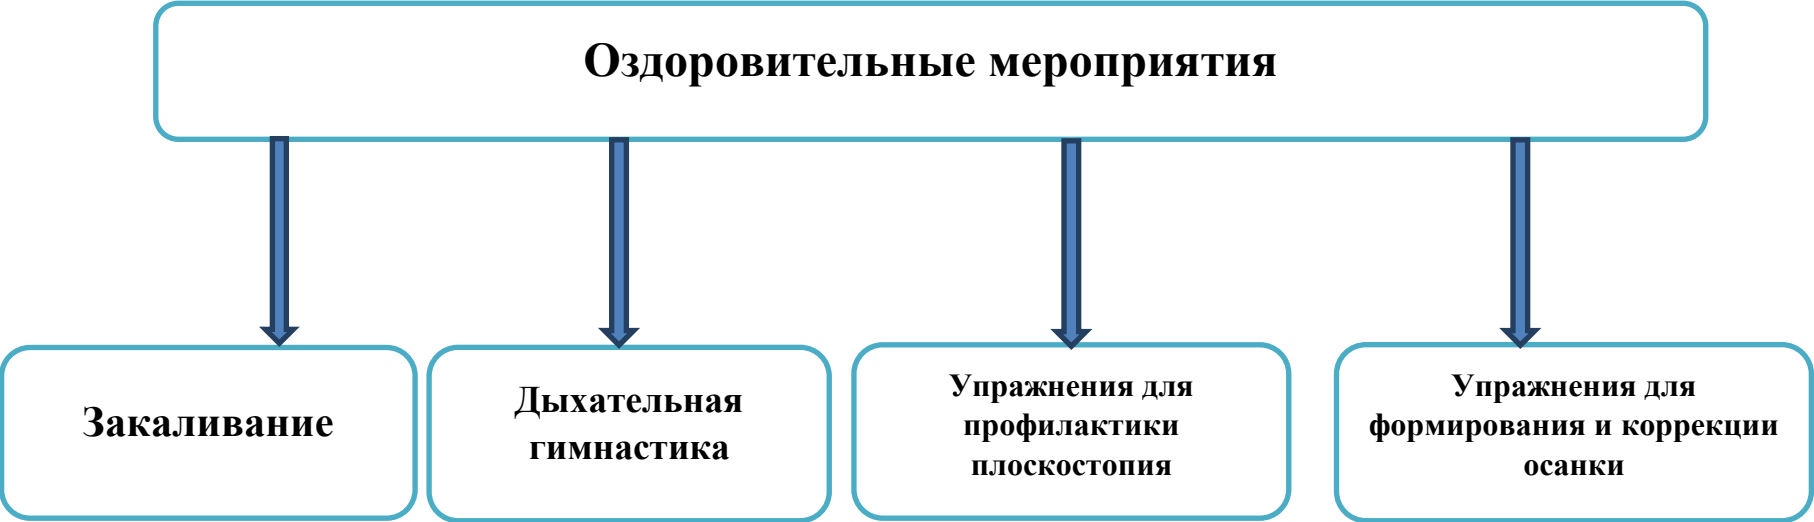 Оздоровительные мероприятия
Закаливание
Дыхательная
гимнастика
Упражнения для
профилактики
плоскостопия
Упражнения для
формирования и коррекции
осанки